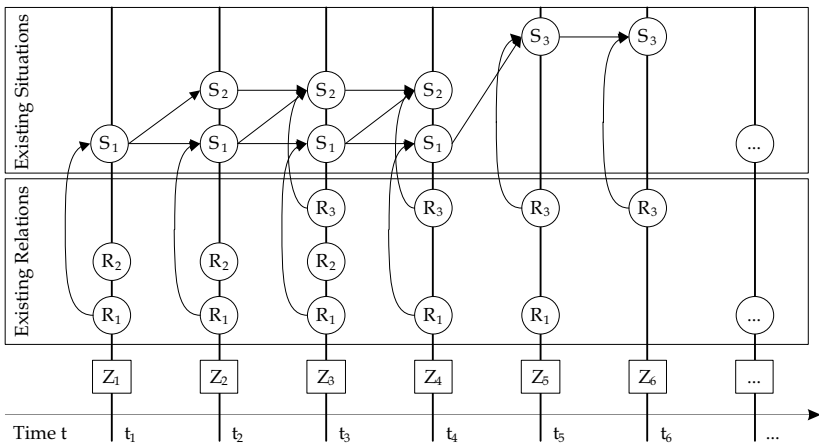 Existing Situations
S3 S3
S2 S2 S2
S1 S1 S1 S1 ...
Existing Relations
R3 R3 R3 R3
R2 R2 R2
R1 R1 R1 R1 R1 ...
Z1 Z2 Z3 Z4 Z5 Z6 ...
Time t t1 t2 t3 t4 t5 t6 ...